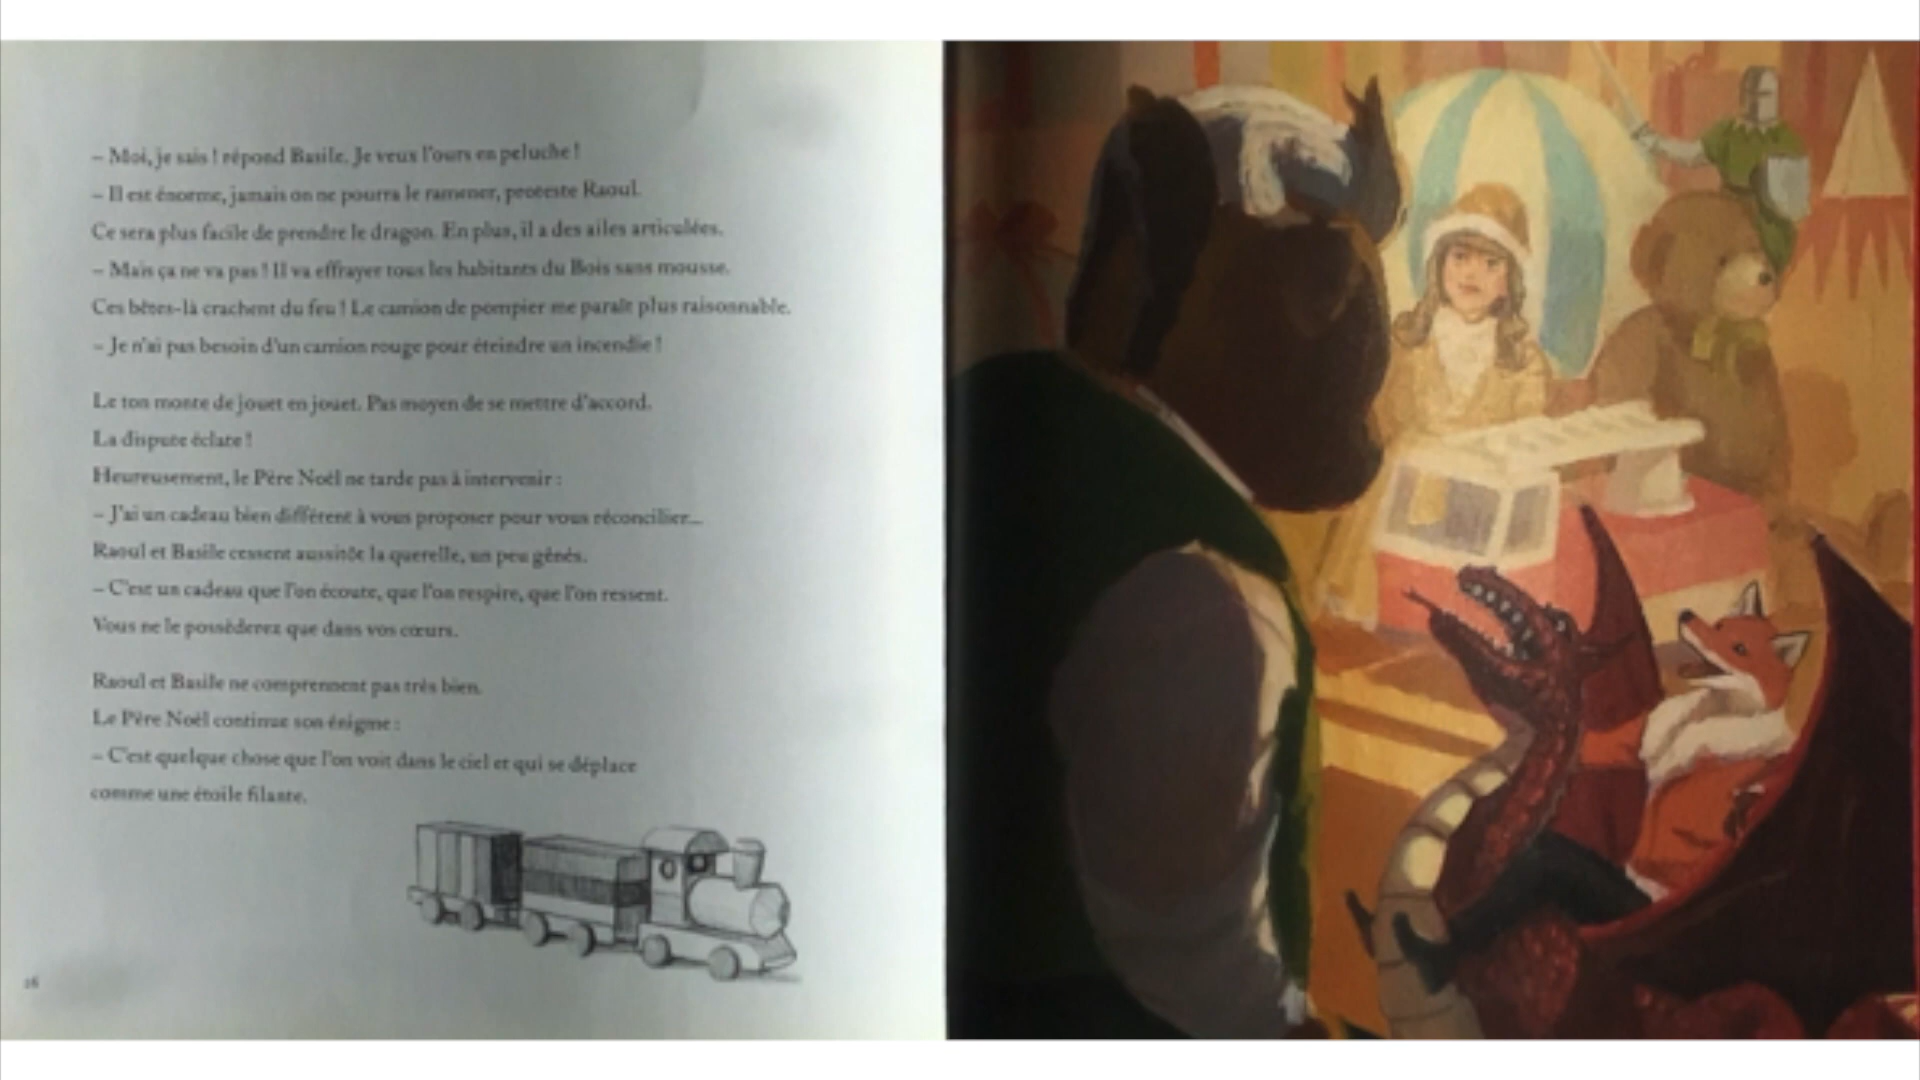 – Moi, je sais ! répond Basile. Je veux l'ours en peluche !
– Il est énorme, jamais on ne pourra le ramener, proteste Raoul.
Ce sera plus facile de prendre le dragon. En plus, il a des ailes articulées.
– Mais ça ne va pas ! Il va effrayer tous les habitants du Bois sans mousse.
Ces bêtes-là crachent du feu ! Le camion de pompier me paraît plus raisonnable.
– Je n'ai pas besoin d'un camion rouge pour éteindre un incendie !
Le ton monte de jouet en jouet. Pas moyen de se mettre d'accord.
La dispute éclate !
Heureusement, le Père Noël ne tarde pas à intervenir :
– J'ai un cadeau bien différent à vous proposer pour vous réconcilier...
Raoul et Basile cessent aussitôt la querelle, un peu gênés.
– C'est un cadeau que l'on écoute, que l'on respire, que l'on ressent.
Vous ne le posséderez que dans vos cœurs.
Raoul et Basile ne comprennent pas très bien.
Le Père Noël continue son énigme :
– C'est quelque chose que l'on voit dans le ciel et qui se déplace
comme une étoile filante.